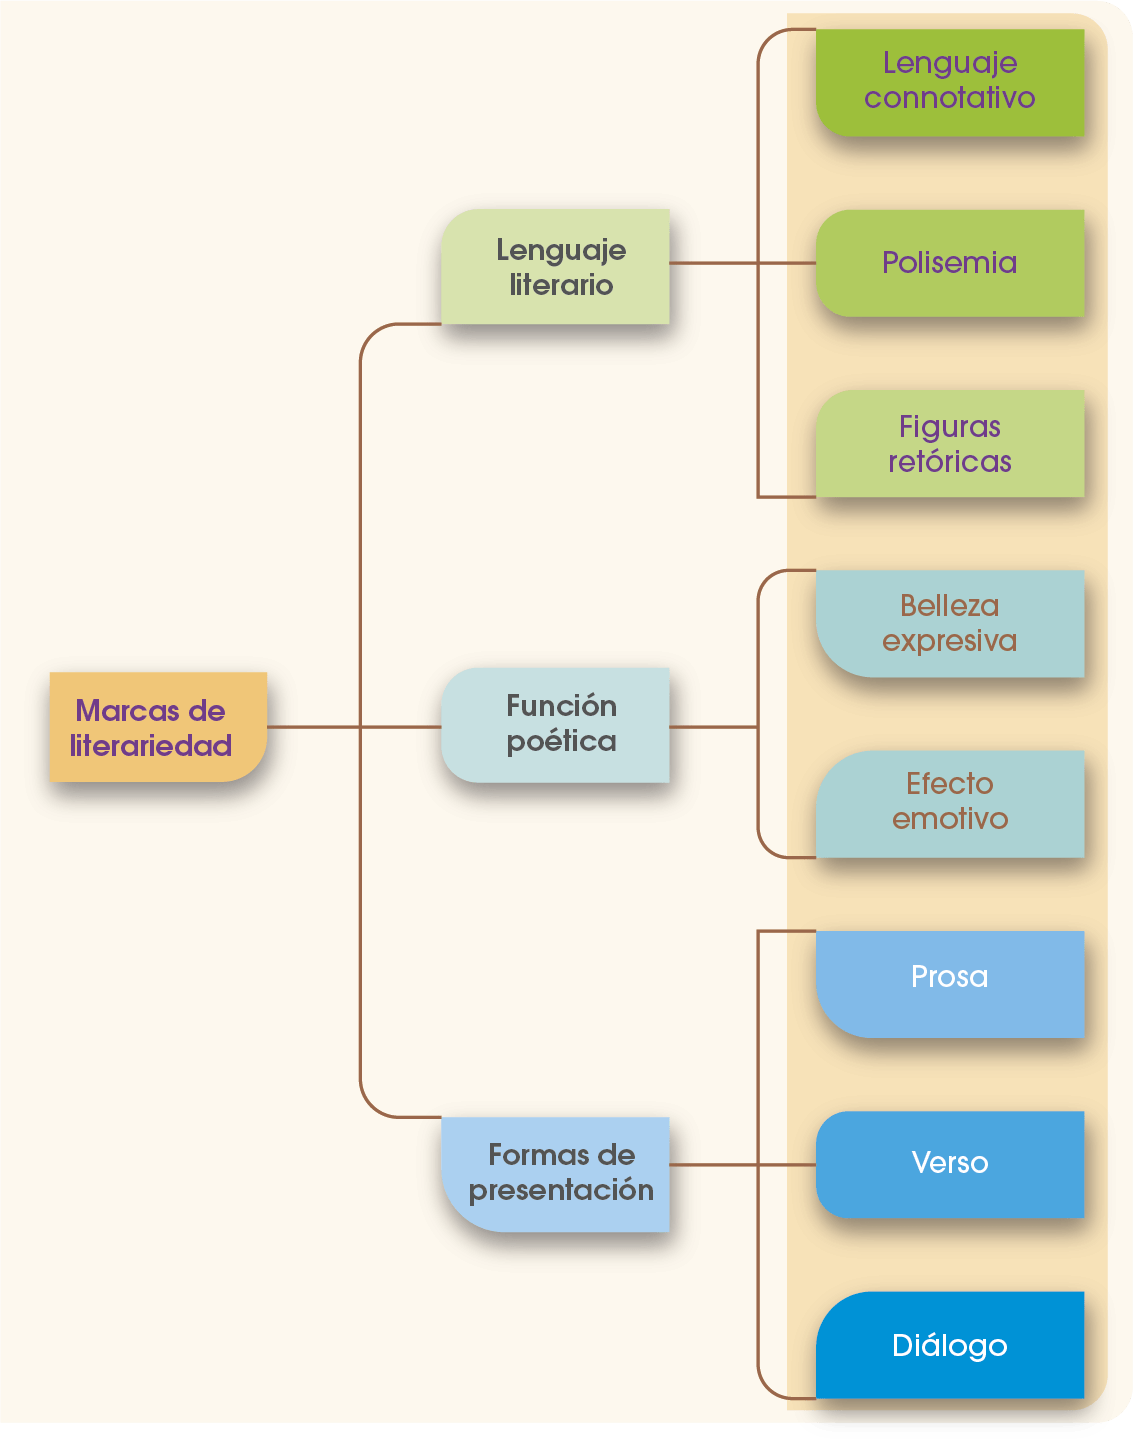 Marcas de
literariedad
Lenguaje
literario
Lenguaje
connotativo
Polisemia
Figuras
retóricas
Función
poética
Belleza
expresiva
Efecto
emotivo
Formas de
presentación
Prosa
Verso
Diálogo